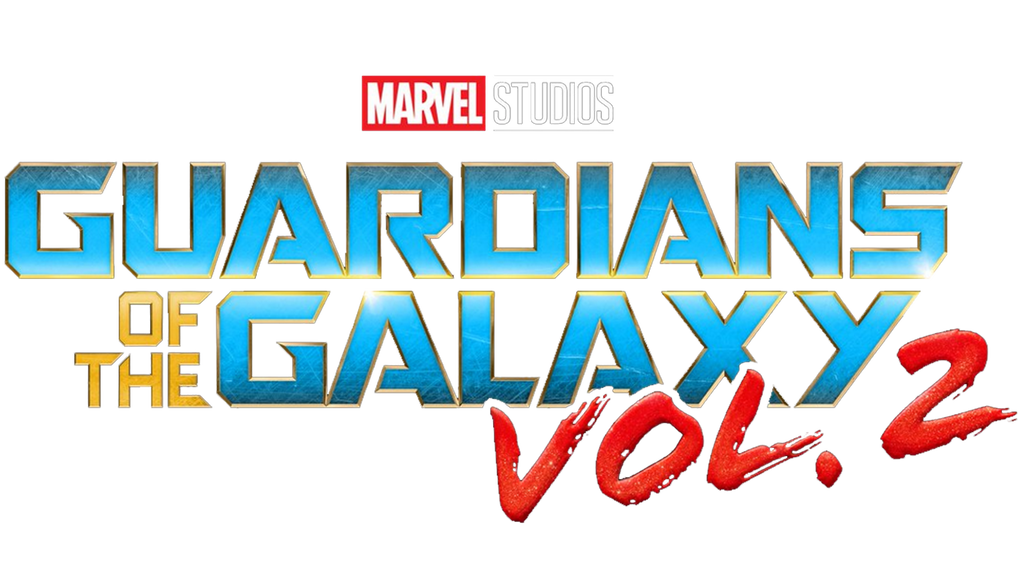 MARVEL STUDIOS
GUARDIANS
OF THE GALAXY
VOL. 2